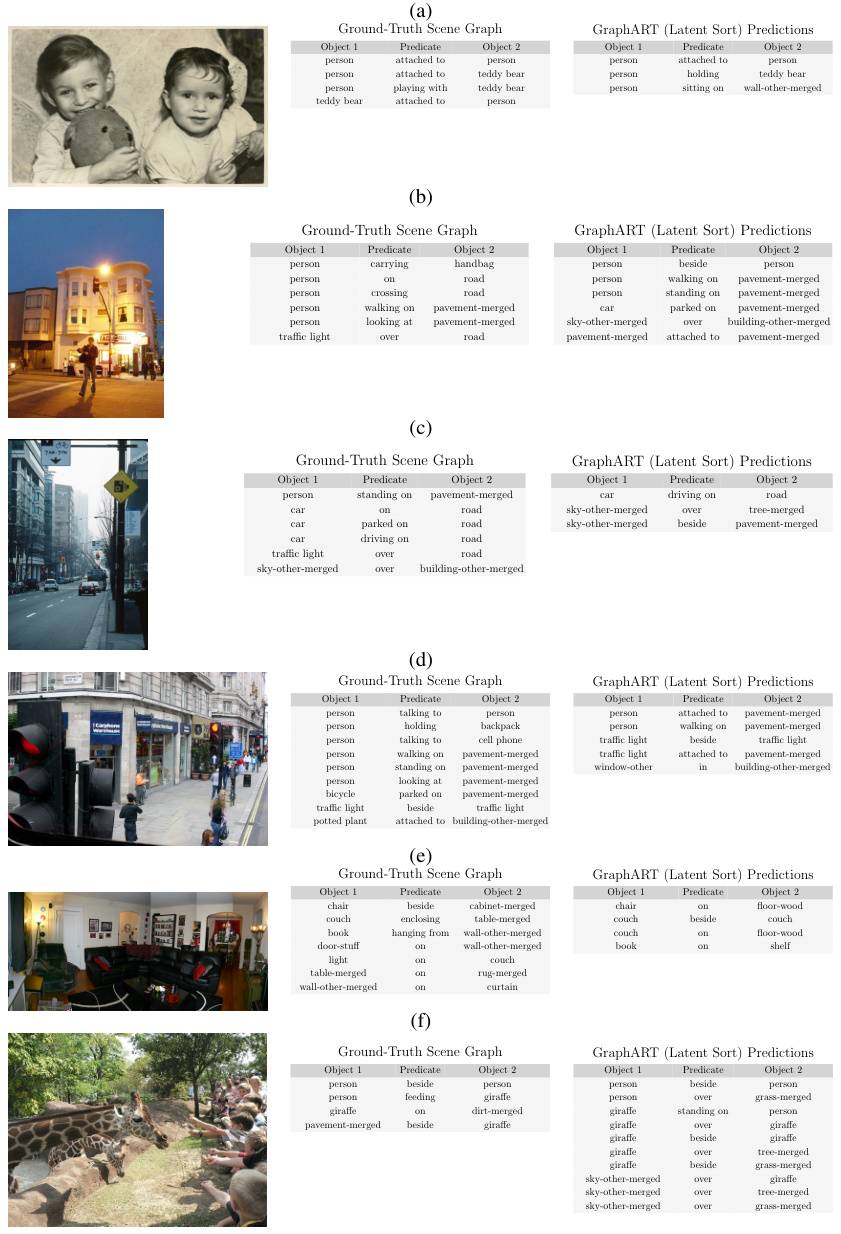 (a)
Ground-Truth Scene Graph
Object 1 Predicate Object 2
person attached to person
person attached to teddy bear
person playing with teddy bear
teddy bear attached to person
GraphART (Latent Sort) Predictions
Object 1 Predicate Object 2
person attached to person
person holding teddy bear
person sitting on wall-other-merged
(b)
Ground-Truth Scene Graph
Object 1 Predicate Object 2
person carrying handbag
person on road
person crossing road
person walking on pavement-merged
person looking at pavement-merged
traffic light over road
GraphART (Latent Sort) Predictions
Object 1 Predicate Object 2
person beside person
person walking on pavement-merged
person standing on pavement-merged
car parked on pavement-merged
sky-other-merged over building-other-merged
pavement-merged attached to pavement-merged
(c)
7AM-7PM
Ground-Truth Scene Graph
Object 1 Predicate Object 2
person standing on pavement-merged
car on road
car parked on road
car driving on road
traffic light over road
sky-other-merged over building-other-merged
GraphART (Latent Sort) Predictions
Object 1 Predicate Object 2
car driving on road
sky-other-merged over tree-merged
sky-other-merged beside pavement-merged
(d)
Carphone
Warehouse
Ground-Truth Scene Graph
Object 1 Predicate Object 2
person talking to person
person holding backpack
person talking to cell phone
person walking on pavement-merged
person standing on pavement-merged
person looking at pavement-merged
bicycle parked on pavement-merged
traffic light beside traffic light
potted plant attached to building-other-merged
GraphART (Latent Sort) Predictions
Object 1 Predicate Object 2
person attached to pavement-merged
person walking on pavement-merged
traffic light beside traffic light
traffic light attached to pavement-merged
window-other in building-other-merged
(e)
Ground-Truth Scene Graph
Object 1 Predicate Object 2
chair beside cabinet-merged
couch enclosing table-merged
book hanging from wall-other-merged
door-stuff on wall-other-merged
light on couch
table-merged on rug-merged
wall-other-merged on curtain
GraphART (Latent Sort) Predictions
Object 1 Predicate Object 2
chair on floor-wood
couch beside couch
couch on floor-wood
book on shelf
(f)
Ground-Truth Scene Graph
Object 1 Predicate Object 2
person beside person
person feeding giraffe
giraffe on dirt-merged
pavement-merged beside giraffe
GraphART (Latent Sort) Predictions
Object 1 Predicate Object 2
person beside person
person over grass-merged
giraffe standing on person
giraffe over giraffe
giraffe beside giraffe
giraffe over tree-merged
giraffe beside grass-merged
sky-other-merged over giraffe
sky-other-merged over tree-merged
sky-other-merged over grass-merged